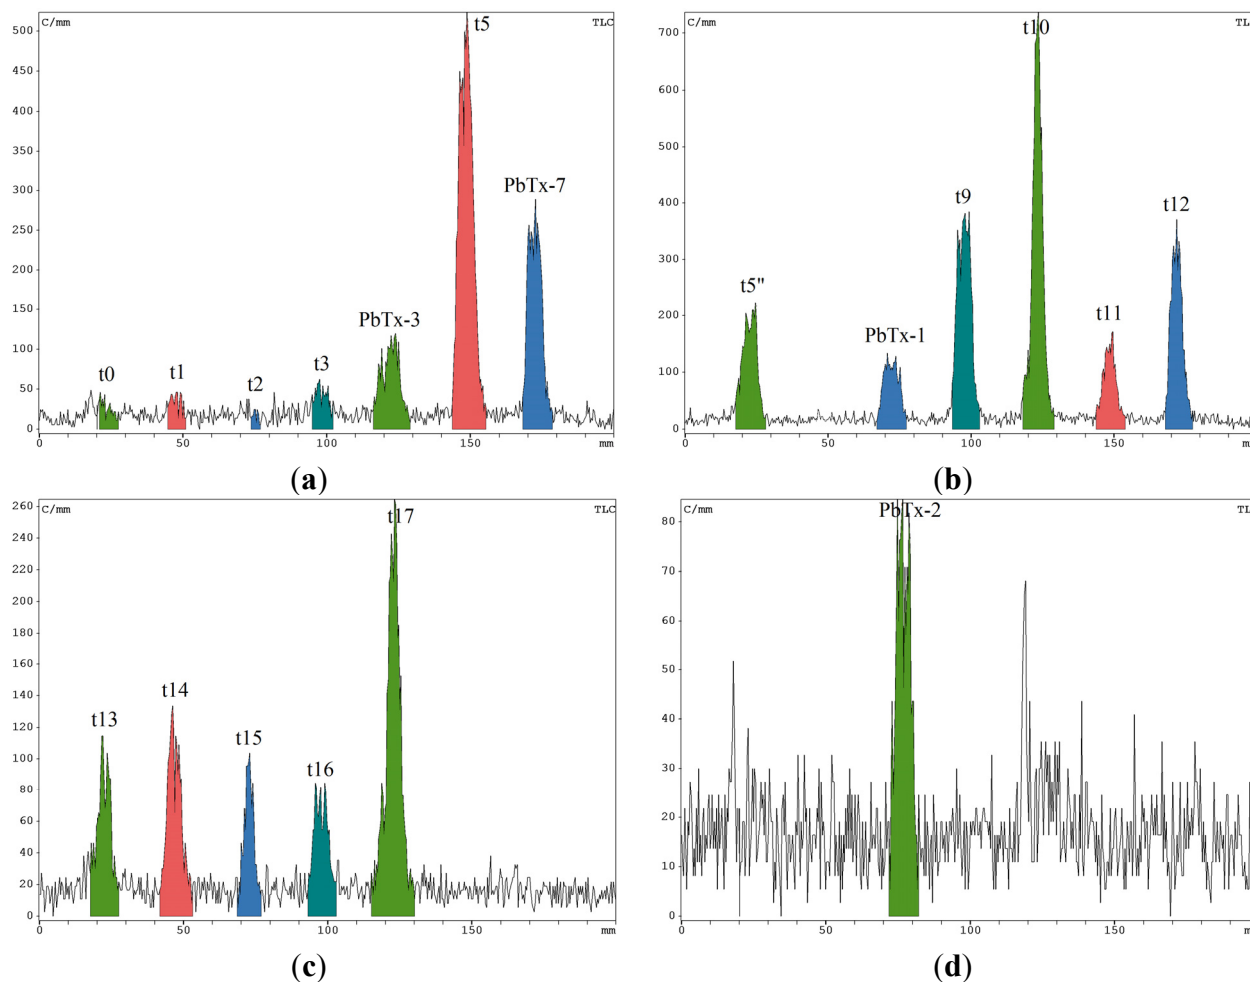 C/mm TLC
t5
500
450
400
350
300
250
200
150
100
50
0
PbTx-7
PbTx-3
t0 t1 t2 t3
0 50 100 150 mm
(a)
C/mm TL
t10
700
600
500
400
300
200
100
0
t9 t12
t5" PbTx-1 t11
0 50 100 150 m
(b)
C/mm TLC
260
240
220
200
180
160
140
120
100
80
60
40
20
0
t17
t13 t14 t15 t16
0 50 100 150 mm
(c)
C/mm TL
PbTx-2
80
70
60
50
40
30
20
10
0
0 50 100 150 m
(d)